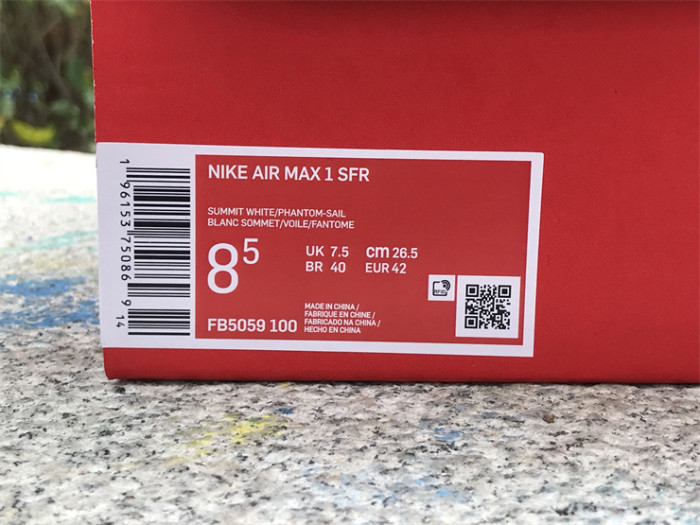 NIKE AIR MAX 1 SFR
SUMMIT WHITE/PHANTOM-SAIL
BLANC SOMMET/VOILE/FANTOME
8⁵
UK 7.5 cm 26.5
BR 40 EUR 42
RFID
FB5059 100
MADE IN CHINA /
FABRIQUE EN CHINE /
FABRICADO NA CHINA /
HECHO EN CHINA
1 96153 75086 9 14